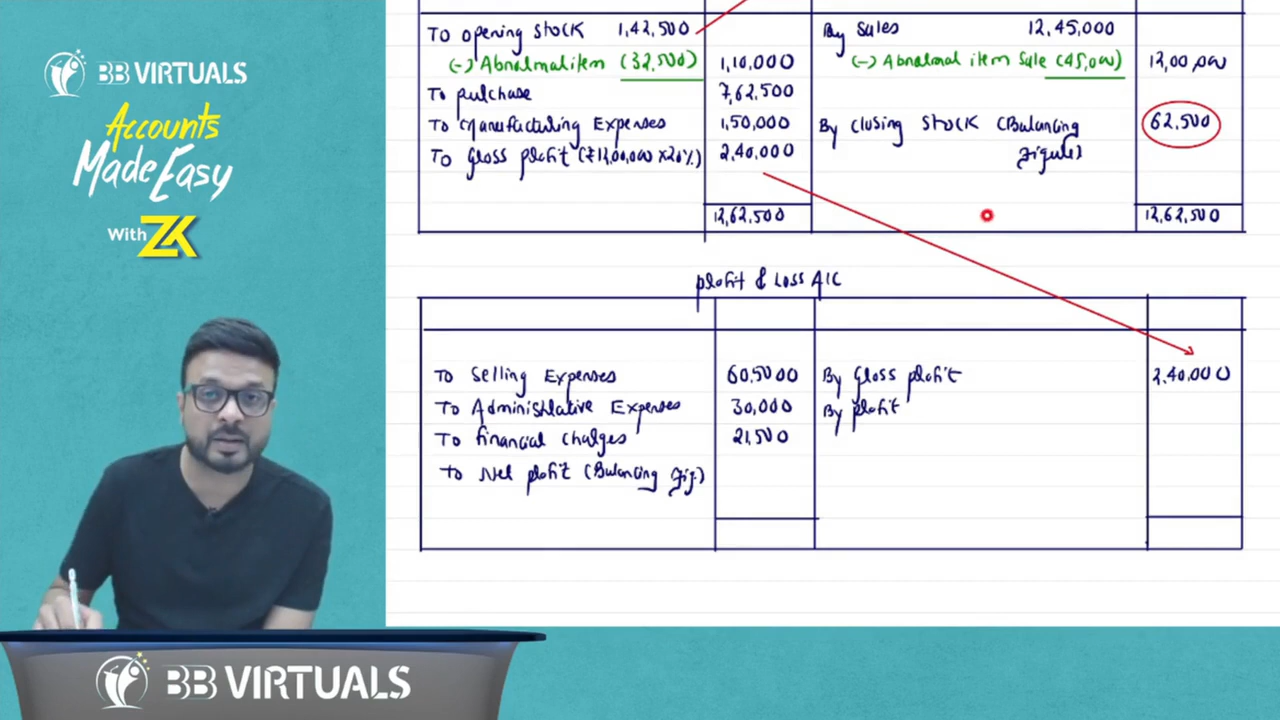 BB VIRTUALS
Accounts
Made Easy
With ZK
To opening stock 1,42,500
(-) Abnormal item (32,500) 1,10,000
To purchase 7,62,500
To Manufacturing Expenses 1,50,000
To Gross profit (₹12,00,000 x20%) 2,40,000
12,62,500
By Sales 12,45,000
(-) Abnormal item Sale (45,000) 12,00,000
By Closing Stock (Balancing figure) 62,500
12,62,500
Profit & Loss A/C
To Selling Expenses 60,5000
To Administrative Expenses 30,000
To financial charges 21,500
To Net profit (Balancing fig.)
By Gross profit 2,40,000
By profit
BB VIRTUALS